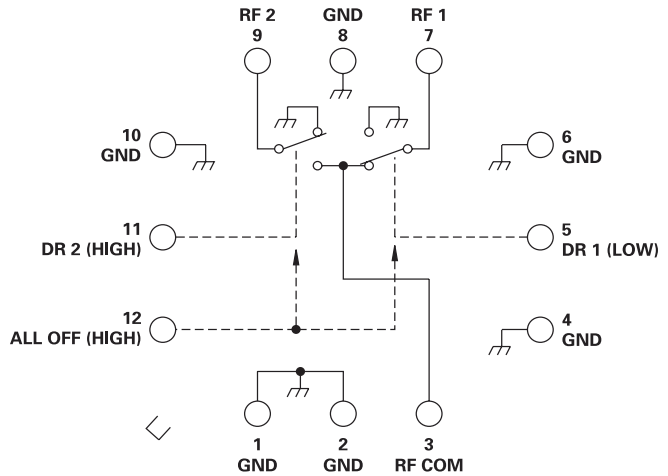 RF 2
9
GND
8
RF 1
7
10
GND
6
GND
11
DR 2 (HIGH)
5
DR 1 (LOW)
12
ALL OFF (HIGH)
4
GND
1
GND
2
GND
3
RF COM